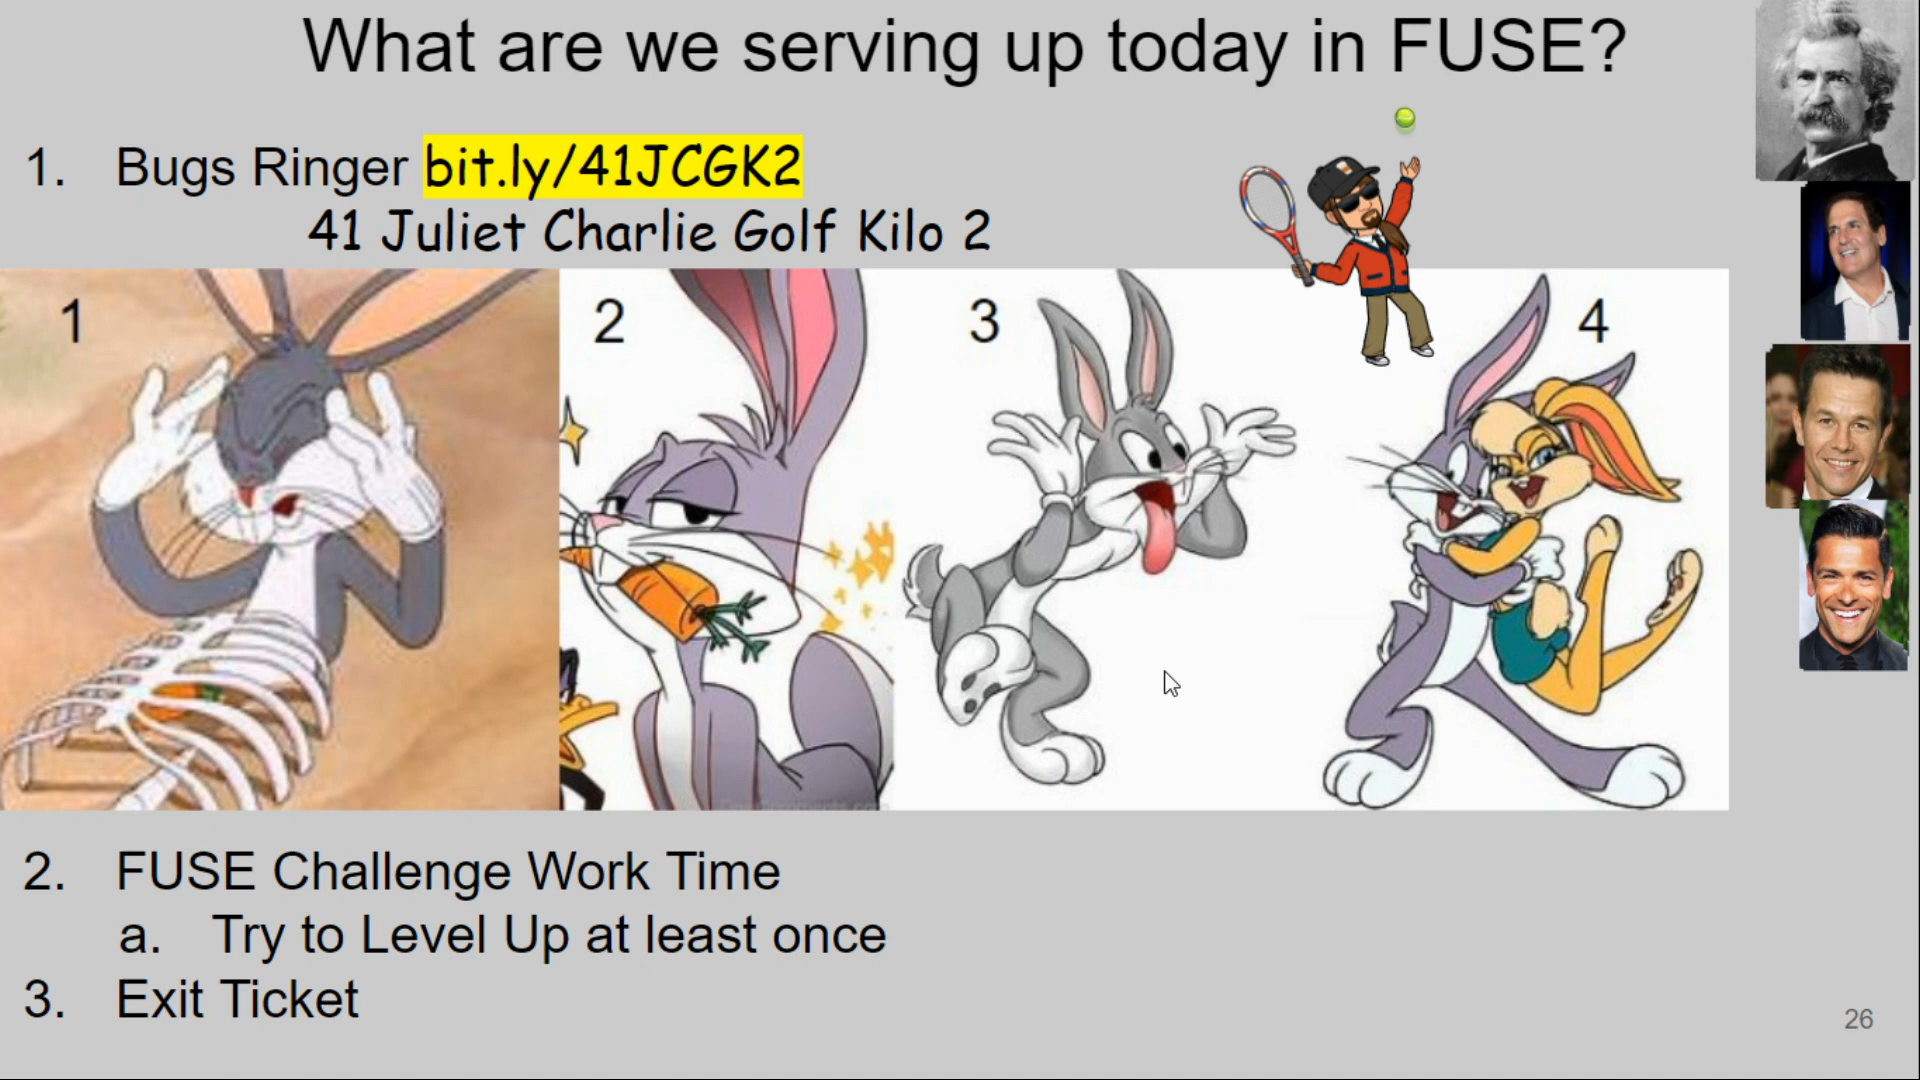 What are we serving up today in FUSE?
1. Bugs Ringer bit.ly/41JCGK2
41 Juliet Charlie Golf Kilo 2
1
2
3
4
2. FUSE Challenge Work Time
a. Try to Level Up at least once
3. Exit Ticket
26